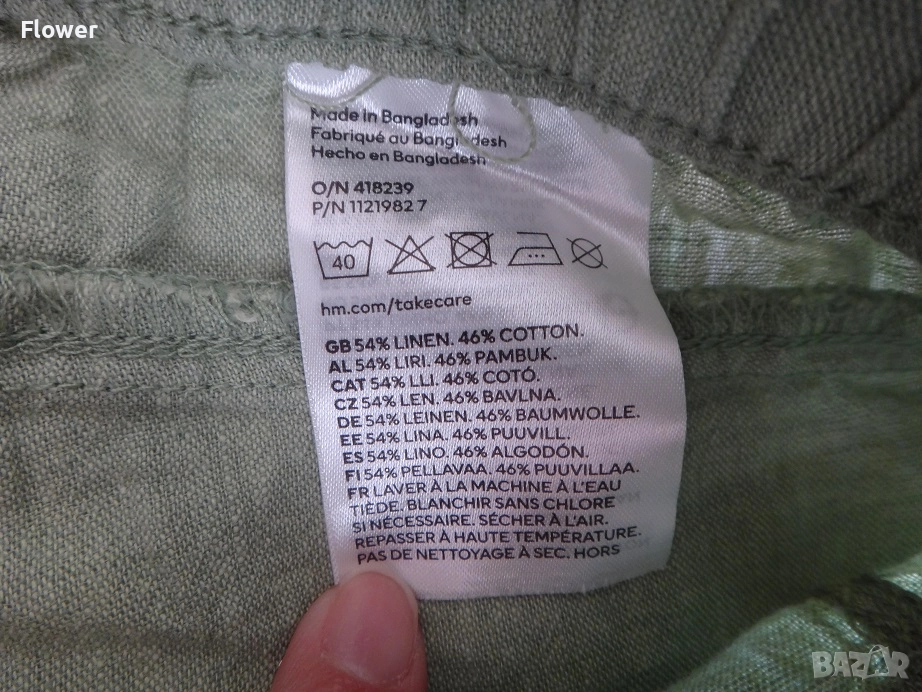 Flower
Made in Bangladesh
Fabriqué au Bangladesh
Hecho en Bangladesh
O/N 418239
P/N 1121982 7
40
hm.com/takecare
GB 54% LINEN. 46% COTTON.
AL 54% LIRI. 46% PAMBUK.
CAT 54% LLI. 46% COTÓ.
CZ 54% LEN. 46% BAVLNA.
DE 54% LEINEN. 46% BAUMWOLLE.
EE 54% LINA. 46% PUUVILL.
ES 54% LINO. 46% ALGODÓN.
FI 54% PELLAVAA. 46% PUUVILLAA.
FR LAVER À LA MACHINE À L'EAU
TIÈDE. BLANCHIR SANS CHLORE
SI NÉCESSAIRE. SÉCHER À L'AIR.
REPASSER À HAUTE TEMPÉRATURE.
PAS DE NETTOYAGE À SEC. HORS
BAZAR